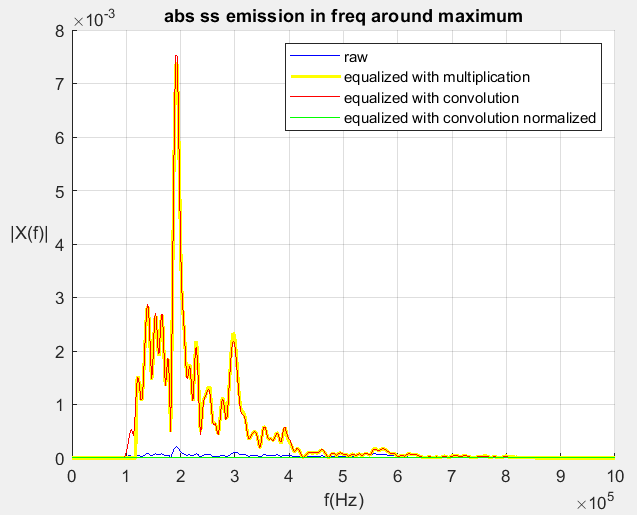 abs ss emission in freq around maximum
×10^-3
8
7
6
5
4
3
2
1
0
|X(f)|
raw
equalized with multiplication
equalized with convolution
equalized with convolution normalized
0 1 2 3 4 5 6 7 8 9 10
f(Hz)
×10^5